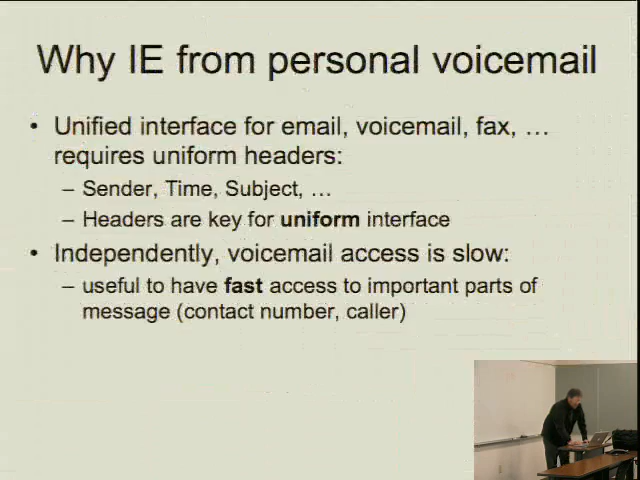 Why IE from personal voicemail
• Unified interface for email, voicemail, fax, …
requires uniform headers:
– Sender, Time, Subject, …
– Headers are key for uniform interface
• Independently, voicemail access is slow:
– useful to have fast access to important parts of
message (contact number, caller)